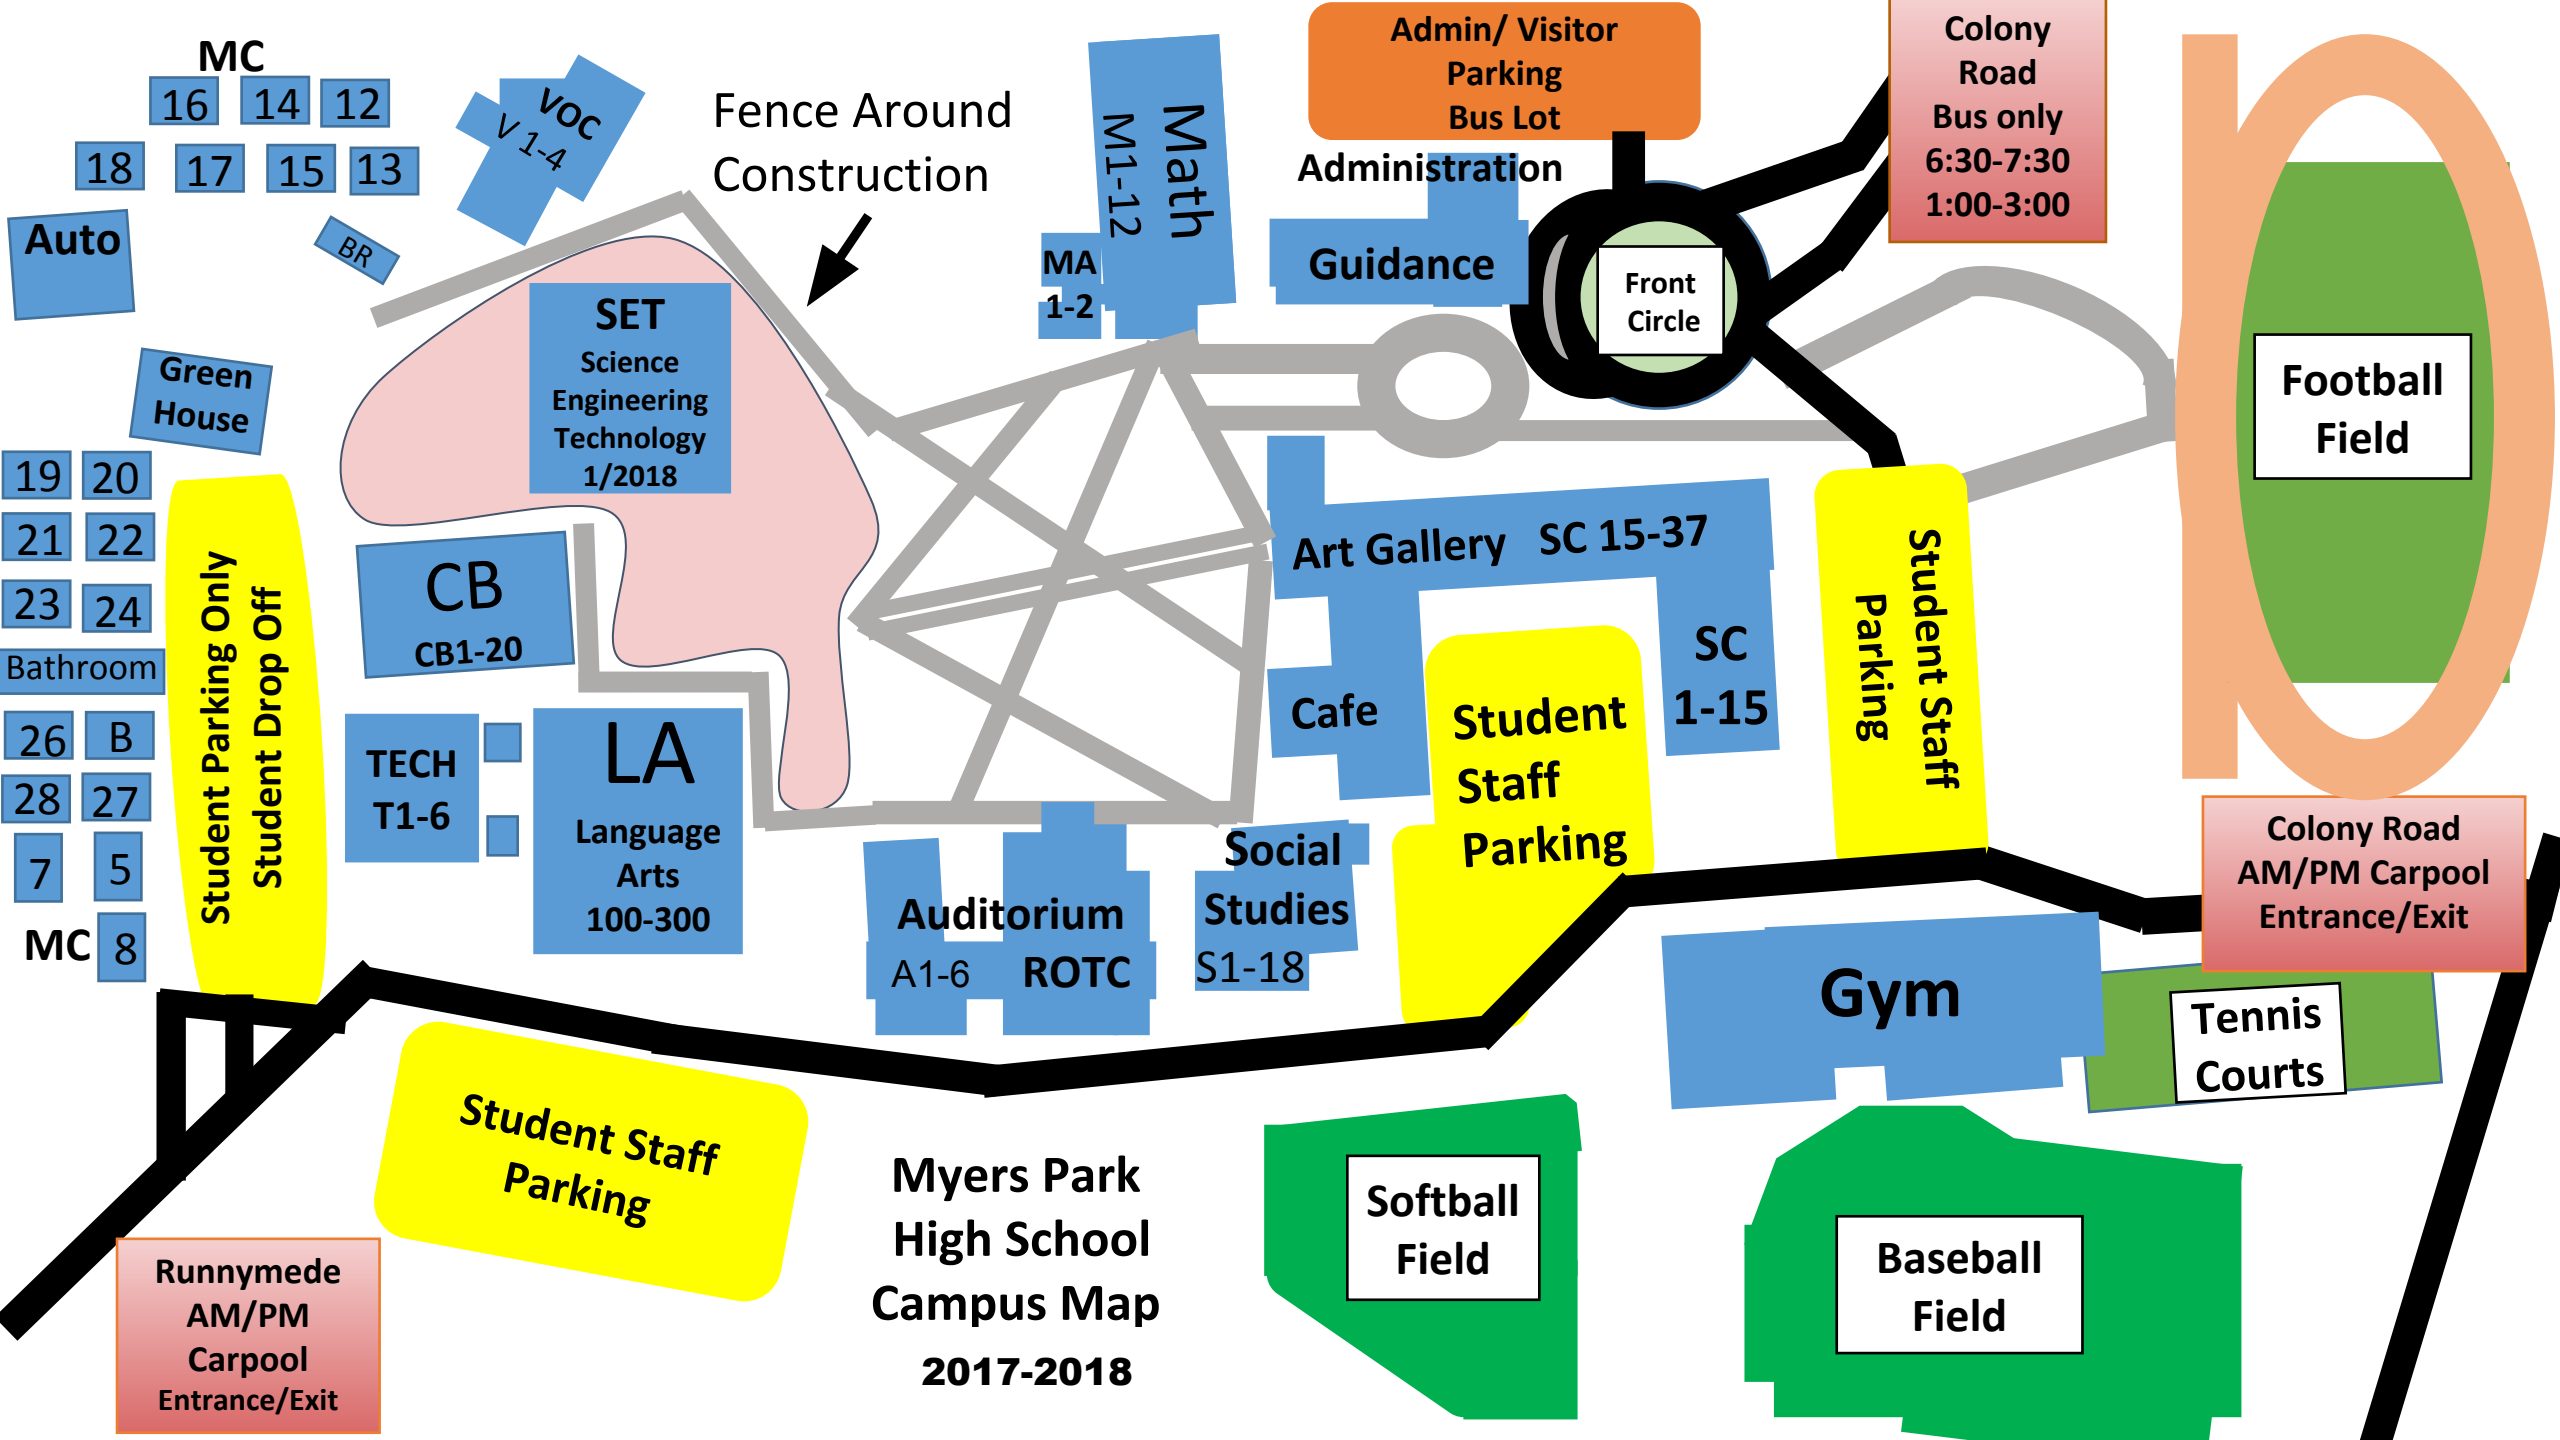 MC
16 14 12
18 17 15 13
VOC
V 1-4
Auto
BR
Green
House
Fence Around
Construction
SET
Science
Engineering
Technology
1/2018
Math
M1-12
MA
1-2
Admin/ Visitor
Parking
Bus Lot
Administration
Guidance
Front
Circle
Colony
Road
Bus only
6:30-7:30
1:00-3:00
Football
Field
19 20
21 22
23 24
Bathroom
26 B
28 27
7 5
MC 8
Student Parking Only
Student Drop Off
CB
CB1-20
TECH
T1-6
LA
Language
Arts
100-300
Art Gallery SC 15-37
SC
1-15
Cafe
Student
Staff
Parking
Student Staff
Parking
Auditorium
A1-6 ROTC
Social
Studies
S1-18
Colony Road
AM/PM Carpool
Entrance/Exit
Gym
Tennis
Courts
Student Staff
Parking
Runnymede
AM/PM
Carpool
Entrance/Exit
Myers Park
High School
Campus Map
2017-2018
Softball
Field
Baseball
Field